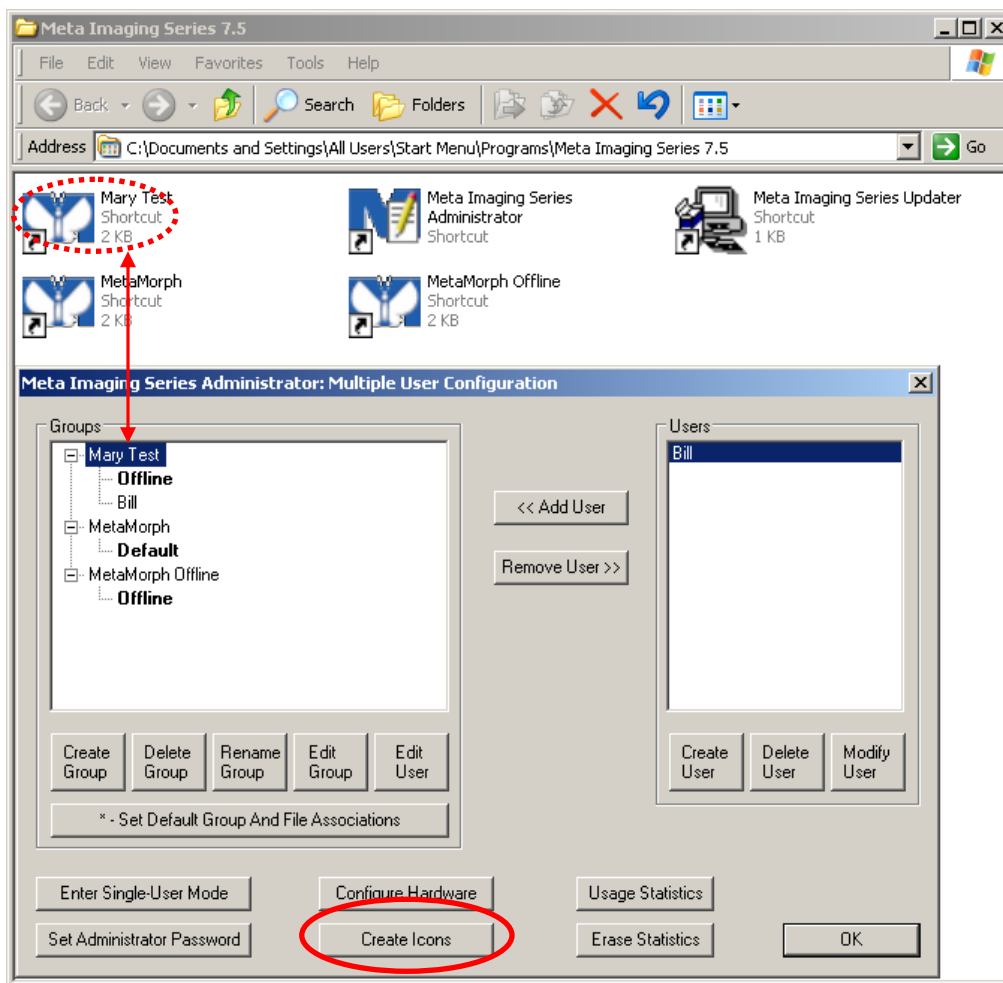 Meta Imaging Series 7.5
File Edit View Favorites Tools Help
Back Search Folders
Address C:\Documents and Settings\All Users\Start Menu\Programs\Meta Imaging Series 7.5 Go
Mary Test
Shortcut
2 KB
Meta Imaging Series
Administrator
Shortcut
Meta Imaging Series Updater
Shortcut
1 KB
MetaMorph
Shortcut
2 KB
MetaMorph Offline
Shortcut
2 KB
Meta Imaging Series Administrator: Multiple User Configuration
Groups
Mary Test
Offline
Bill
MetaMorph
Default
MetaMorph Offline
Offline
<< Add User
Remove User >>
Users
Bill
Create Group
Delete Group
Rename Group
Edit Group
Edit User
* - Set Default Group And File Associations
Create User
Delete User
Modify User
Enter Single-User Mode
Configure Hardware
Usage Statistics
Set Administrator Password
Create Icons
Erase Statistics
OK